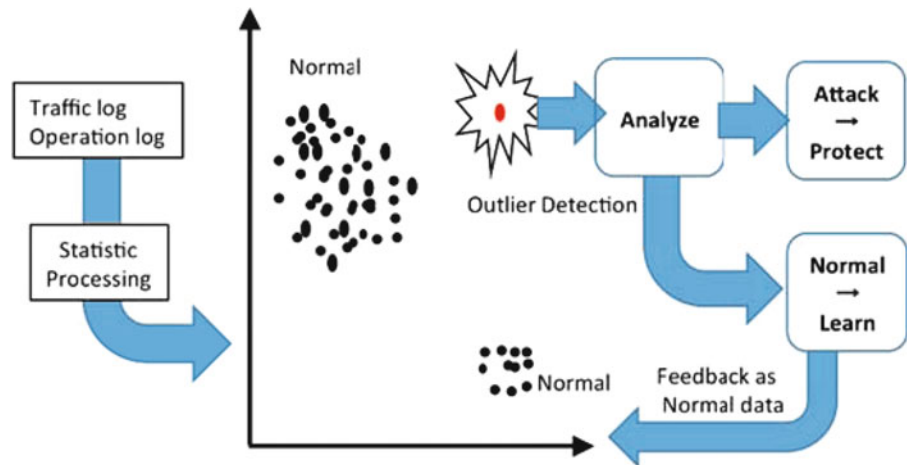 Traffic log
Operation log
Statistic
Processing
Normal
Outlier Detection
Analyze
Attack
→
Protect
Normal
→
Learn
Normal
Feedback as
Normal data